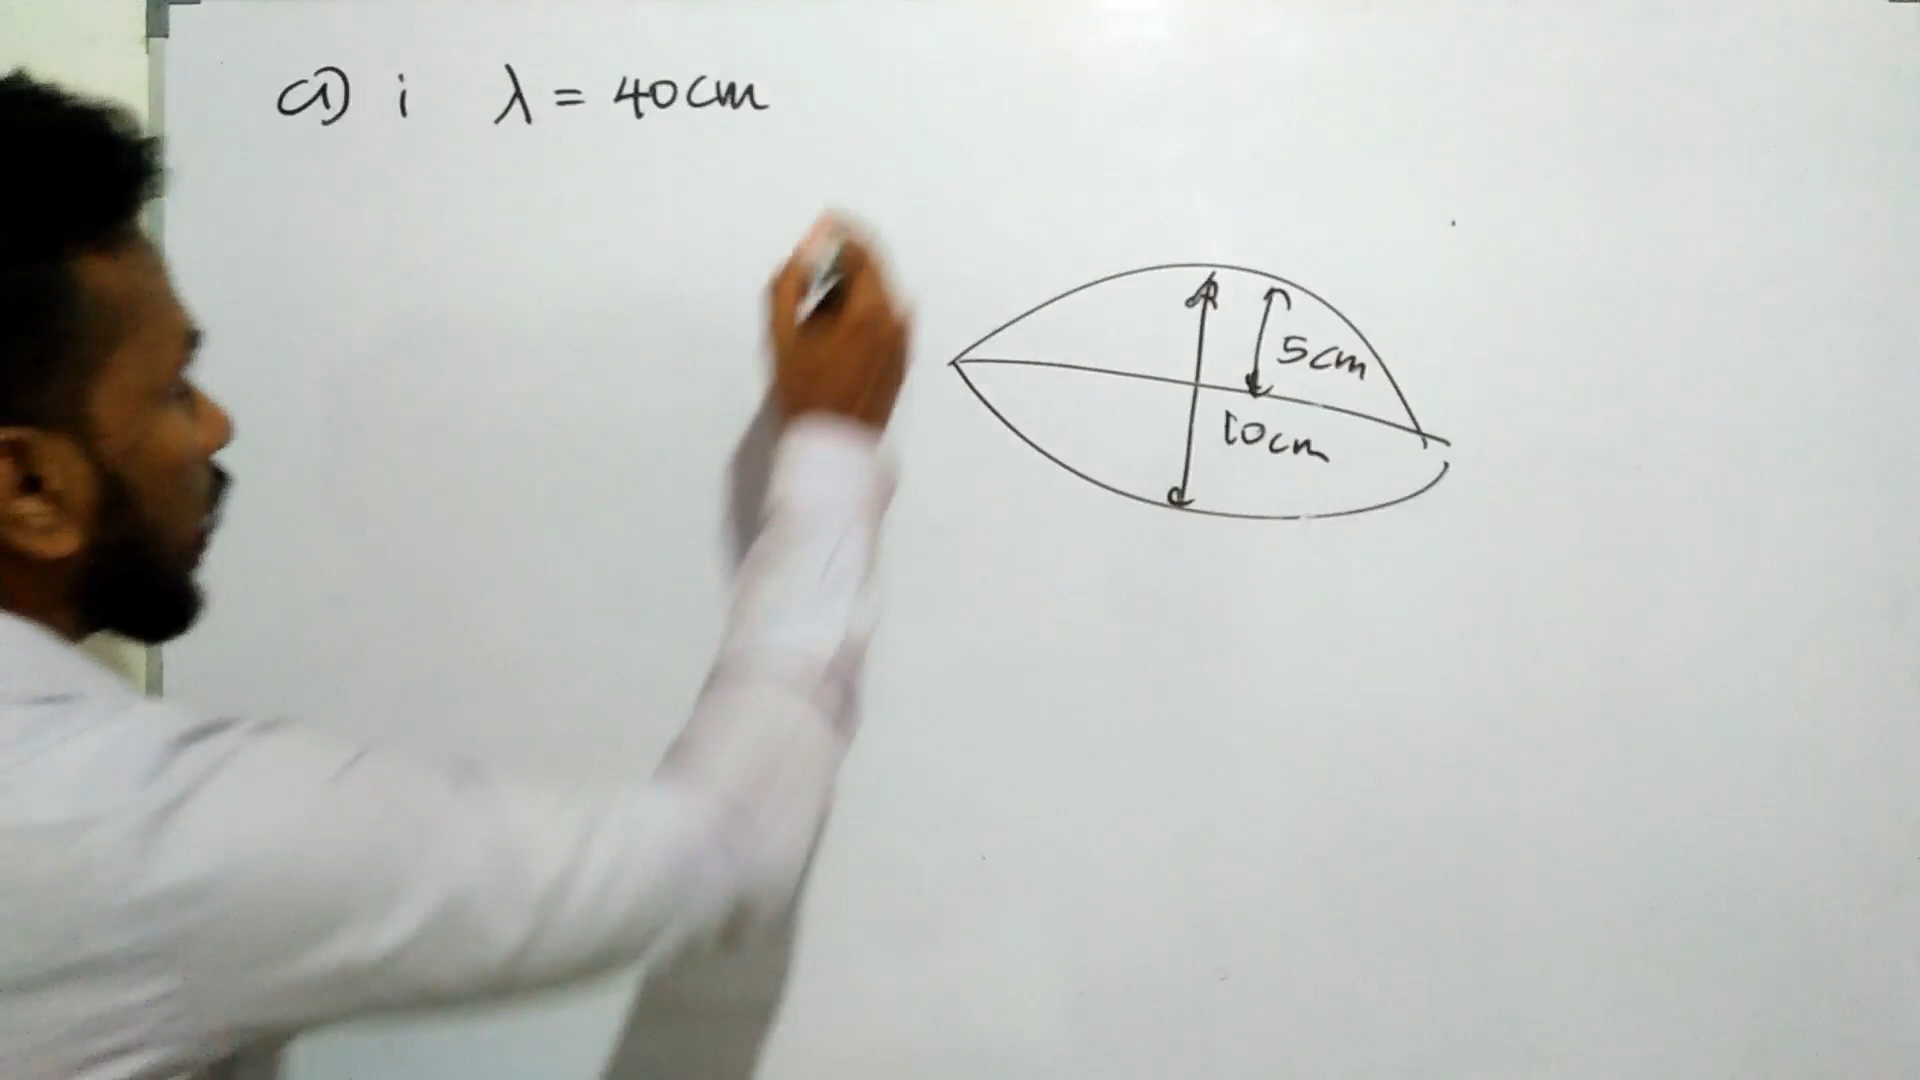 a) i λ = 40cm
5cm
10cm